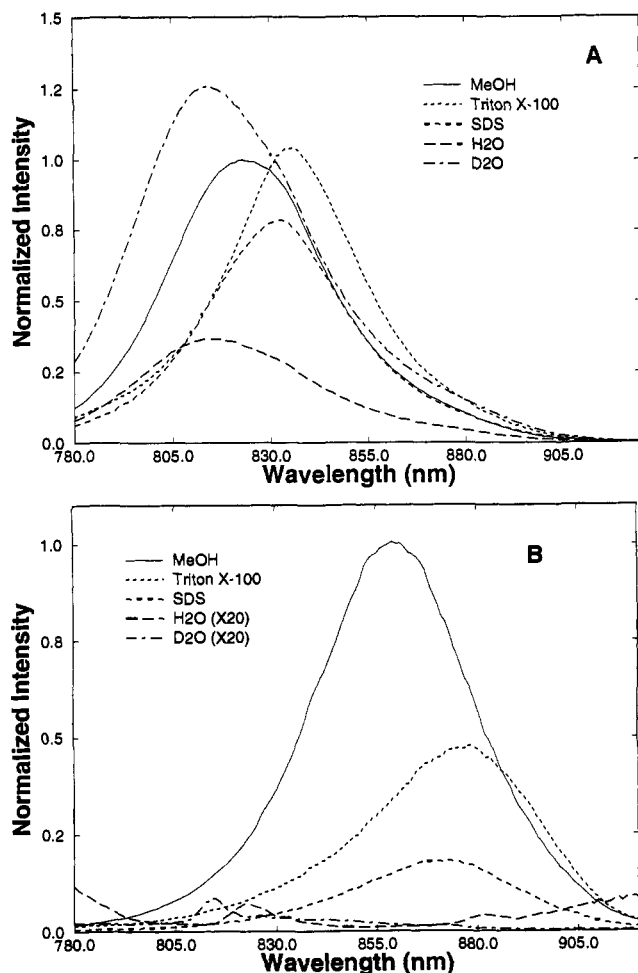 1.5
A
MeOH
Triton X-100
SDS
H2O
D2O
1.2
1.0
0.8
0.5
0.2
0.0
Normalized Intensity
780.0 805.0 830.0 855.0 880.0 905.0
Wavelength (nm)
B
MeOH
Triton X-100
SDS
H2O (X20)
D2O (X20)
1.0
0.8
0.5
0.2
0.0
Normalized Intensity
780.0 805.0 830.0 855.0 880.0 905.0
Wavelength (nm)